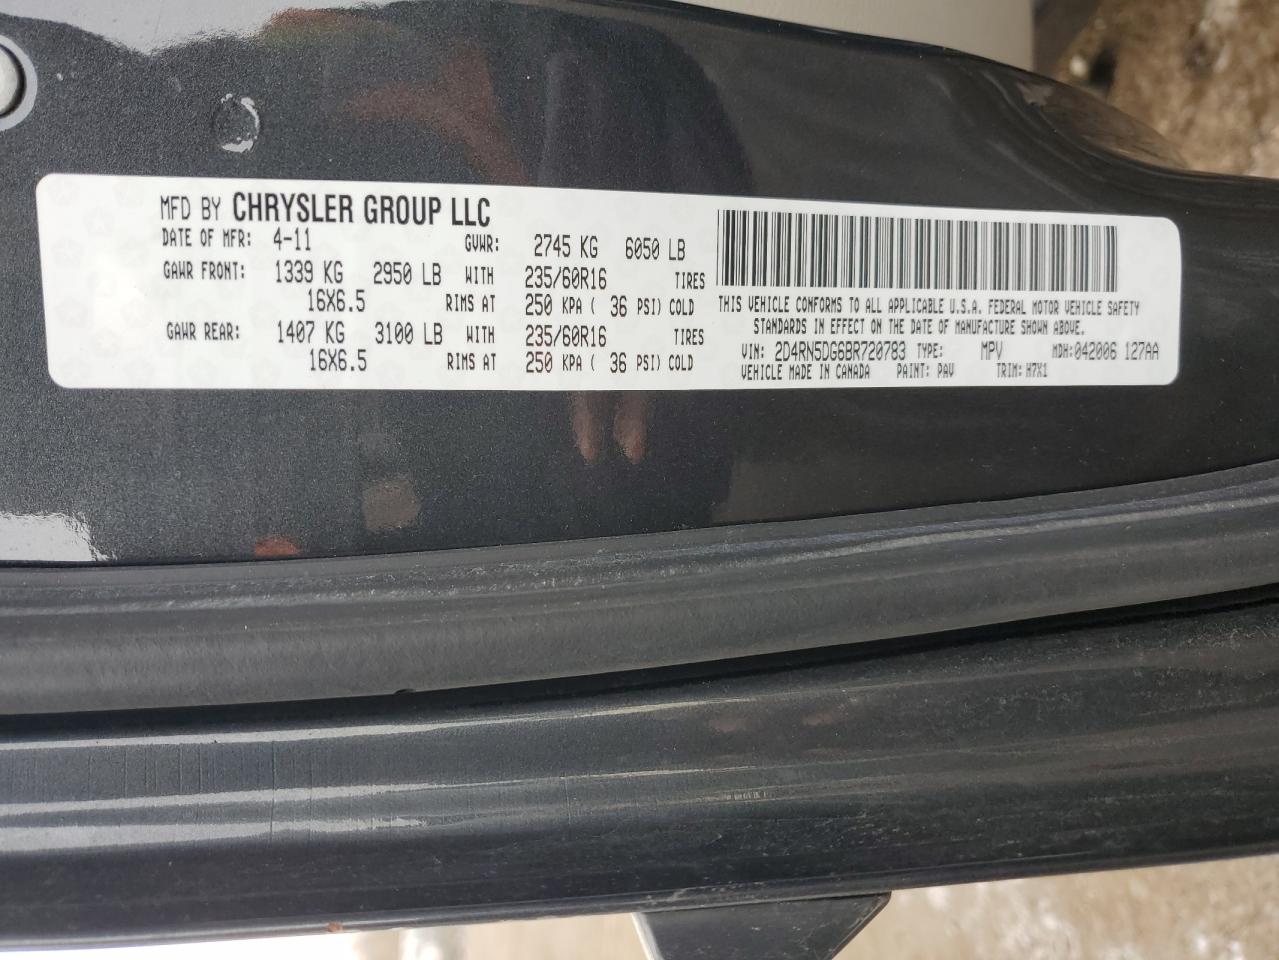 MFD BY CHRYSLER GROUP LLC
DATE OF MFR: 4-11 GVWR: 2745 KG 6050 LB
GAWR FRONT: 1339 KG 2950 LB WITH 235/60R16 TIRES
16X6.5 RIMS AT 250 KPA ( 36 PSI) COLD
GAWR REAR: 1407 KG 3100 LB WITH 235/60R16 TIRES
16X6.5 RIMS AT 250 KPA ( 36 PSI) COLD
THIS VEHICLE CONFORMS TO ALL APPLICABLE U.S.A. FEDERAL MOTOR VEHICLE SAFETY
STANDARDS IN EFFECT ON THE DATE OF MANUFACTURE SHOWN ABOVE.
VIN: 2D4RN5DG6BR720783 TYPE: MPV MDH:042006 127AA
VEHICLE MADE IN CANADA PAINT: PAV TRIM: H7X1